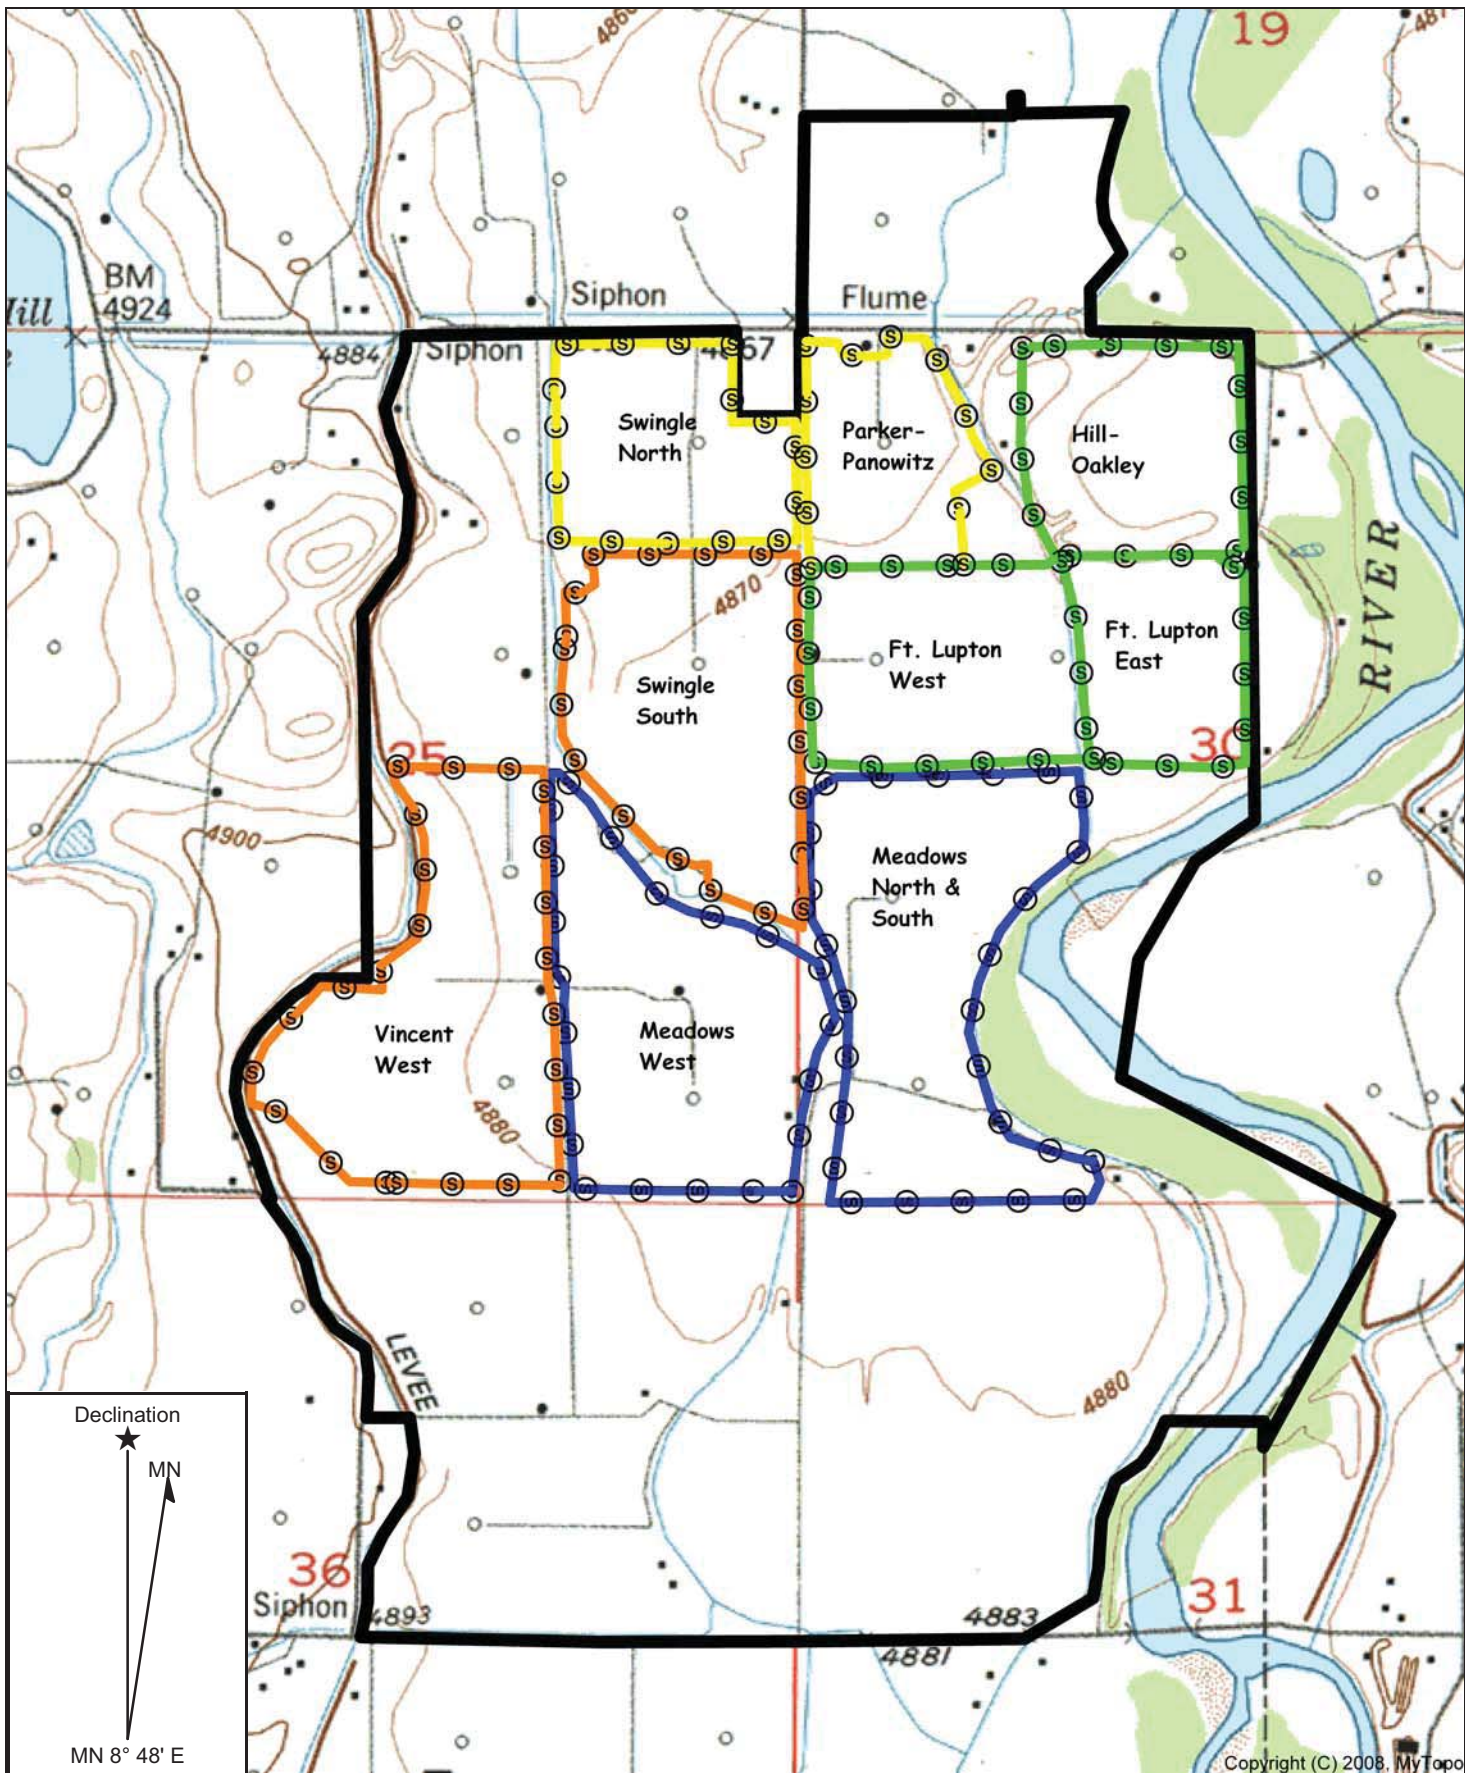 19
4860
BM
4924
Siphon
Flume
4884
Siphon
4867
Swingle
North
Parker-
Panowitz
Hill-
Oakley
RIVER
4870
Swingle
South
Ft. Lupton
West
Ft. Lupton
East
25
30
4900
Meadows
North &
South
Vincent
West
Meadows
West
4880
LEVEE
4880
Declination
MN
MN 8° 48' E
36
Siphon
4893
31
4883
4881
Copyright (C) 2008, MyTopo